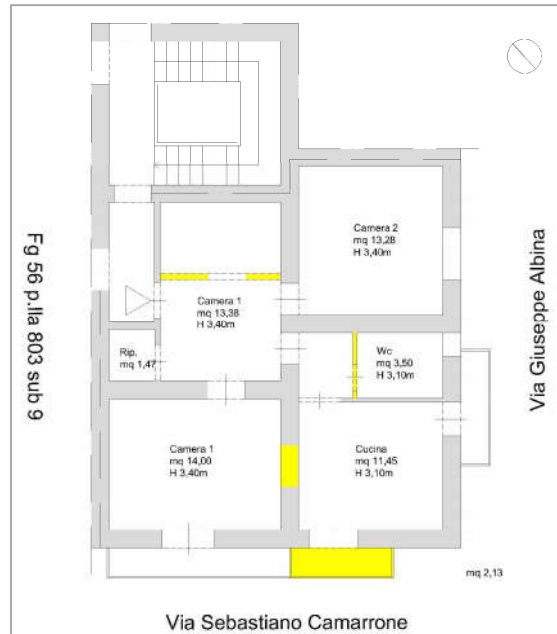 Camera 2
mq 13,28
H 3,40m
Fg 56 p.lla 803 sub 9
Via Giuseppe Albina
Camera 1
mq 13,38
H 3,40m
Rip.
mq 1,47
Wc
mq 3,50
H 3,10m
Camera 1
mq 14,00
H 3,40m
Cucina
mq 11,45
H 3,10m
mq 2,13
Via Sebastiano Camarrone